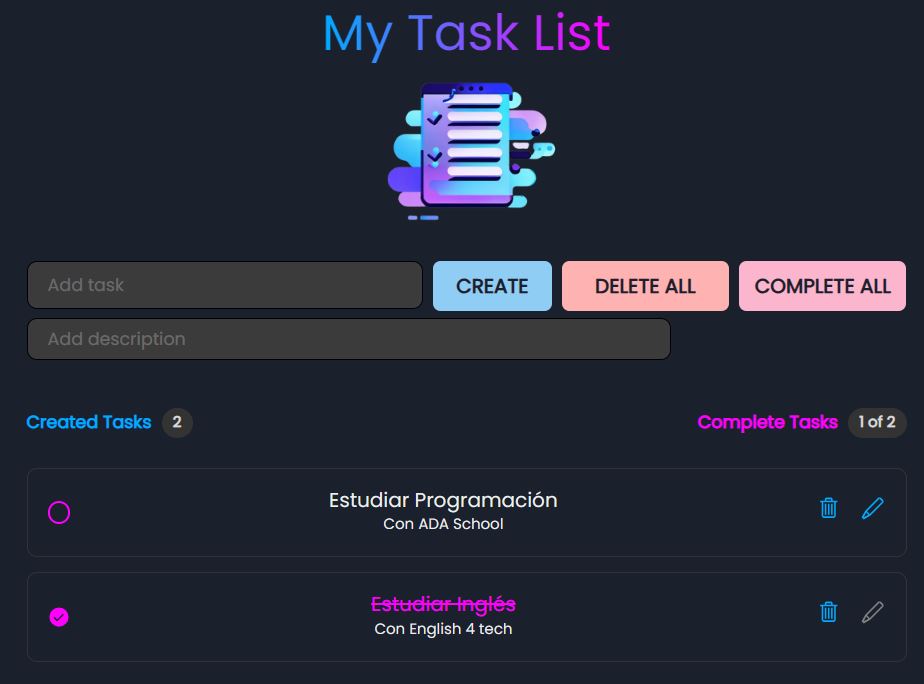 My Task List
Add task
CREATE
DELETE ALL
COMPLETE ALL
Add description
Created Tasks 2
Complete Tasks 1 of 2
Estudiar Programación
Con ADA School
Estudiar Inglés
Con English 4 tech